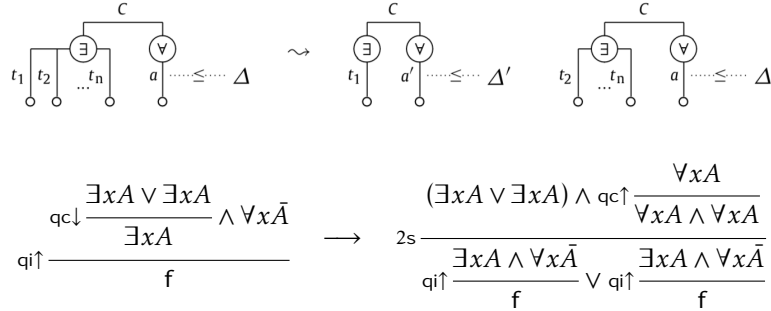 C C C
∃ ∀ ⤳ ∃ ∀ ∃ ∀
t₁ t₂ ... tₙ a ······≤····· Δ t₁ a′ ······≤····· Δ′ t₂ ... tₙ a ······≤····· Δ
∃xA ∨ ∃xA
qc↓ ∧ ∀xĀ
∃xA
qi↑
f
⟶
∀xA
(∃xA ∨ ∃xA) ∧ qc↑
∀xA ∧ ∀xA
2s
∃xA ∧ ∀xĀ ∃xA ∧ ∀xĀ
qi↑ ∨ qi↑
f f